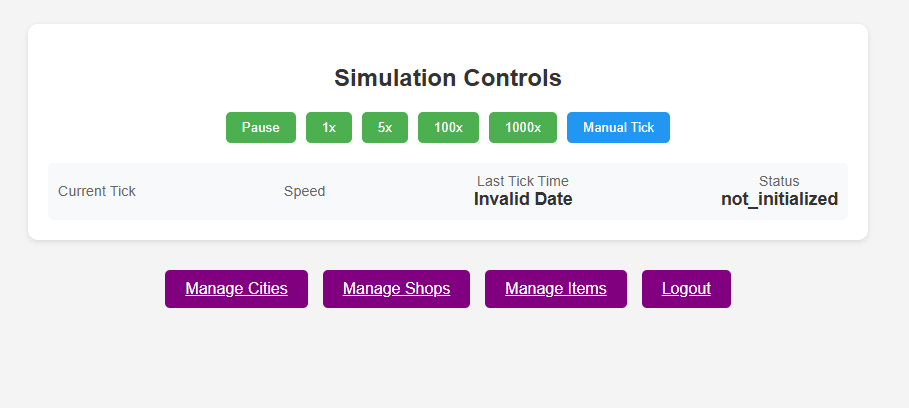 Simulation Controls
Pause 1x 5x 100x 1000x Manual Tick
Current Tick
Speed
Last Tick Time
Invalid Date
Status
not_initialized
Manage Cities Manage Shops Manage Items Logout